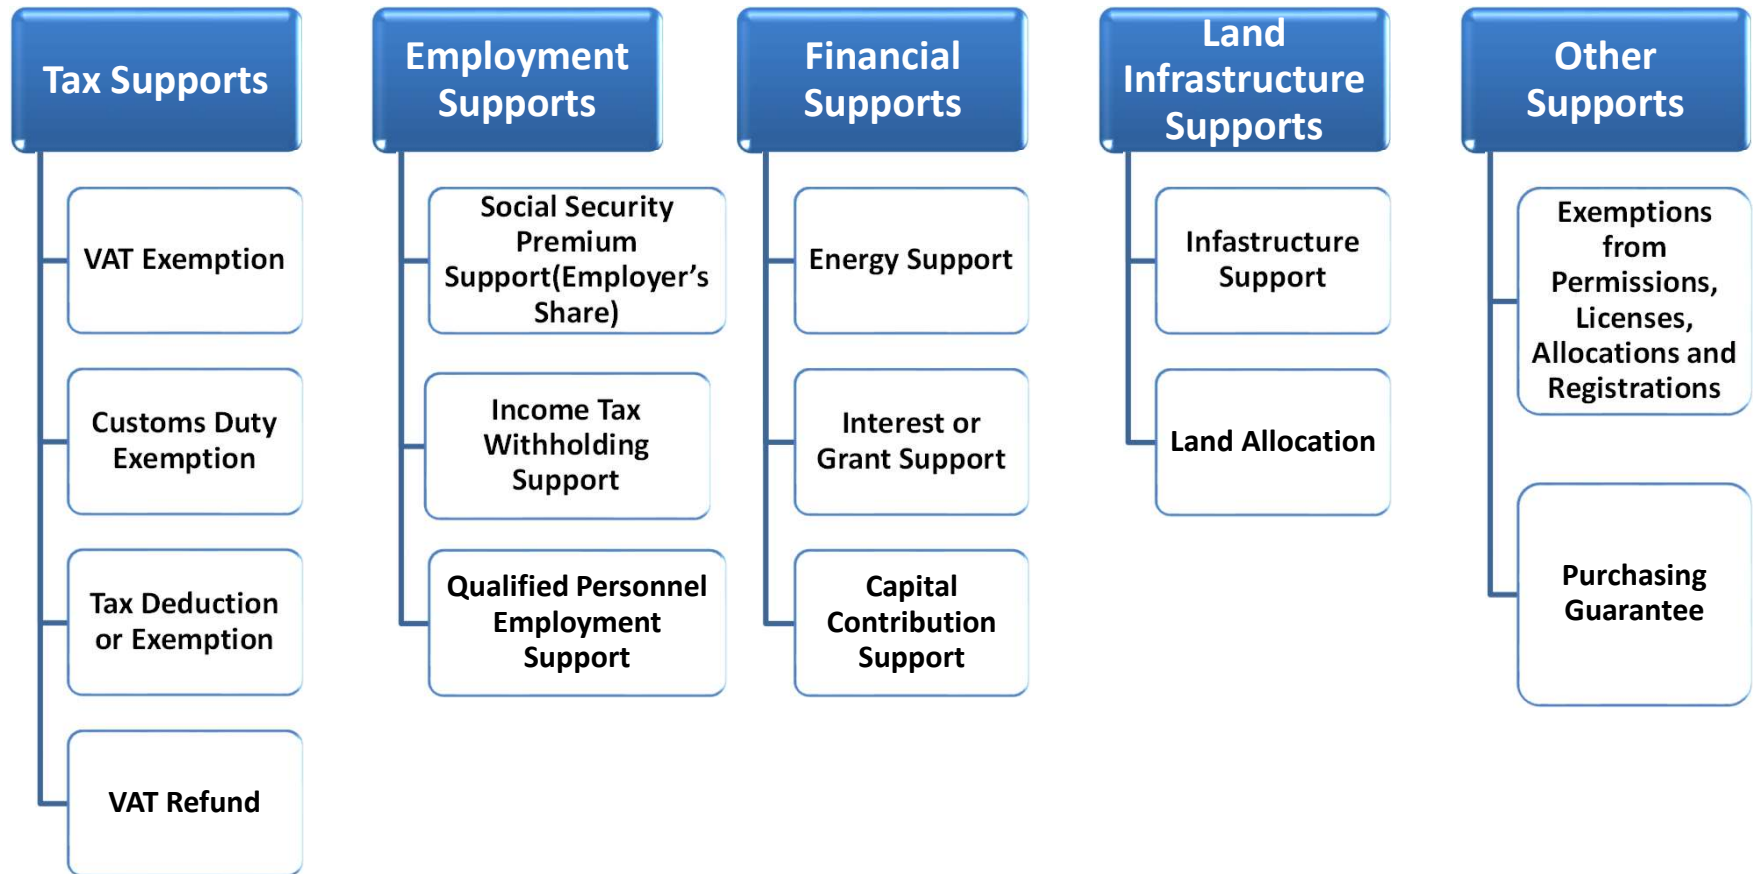 Tax Supports
VAT Exemption
Customs Duty
Exemption
Tax Deduction
or Exemption
VAT Refund
Employment
Supports
Social Security
Premium
Support(Employer's
Share)
Income Tax
Withholding
Support
Qualified Personnel
Employment
Support
Financial
Supports
Energy Support
Interest or
Grant Support
Capital
Contribution
Support
Land
Infrastructure
Supports
Infastructure
Support
Land Allocation
Other
Supports
Exemptions
from
Permissions,
Licenses,
Allocations and
Registrations
Purchasing
Guarantee